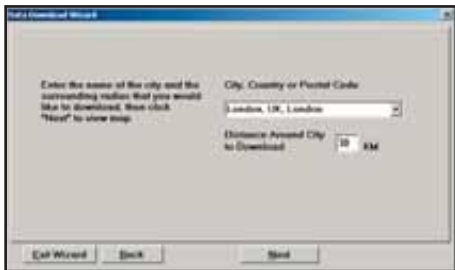 Data Download Wizard
Enter the name of the city and the
surrounding radius that you would
like to download, then click
"Next" to view map
City, Country or Postal Code
London, UK, London
Distance Around City
to Download
KM
Exit Wizard
Back
Next